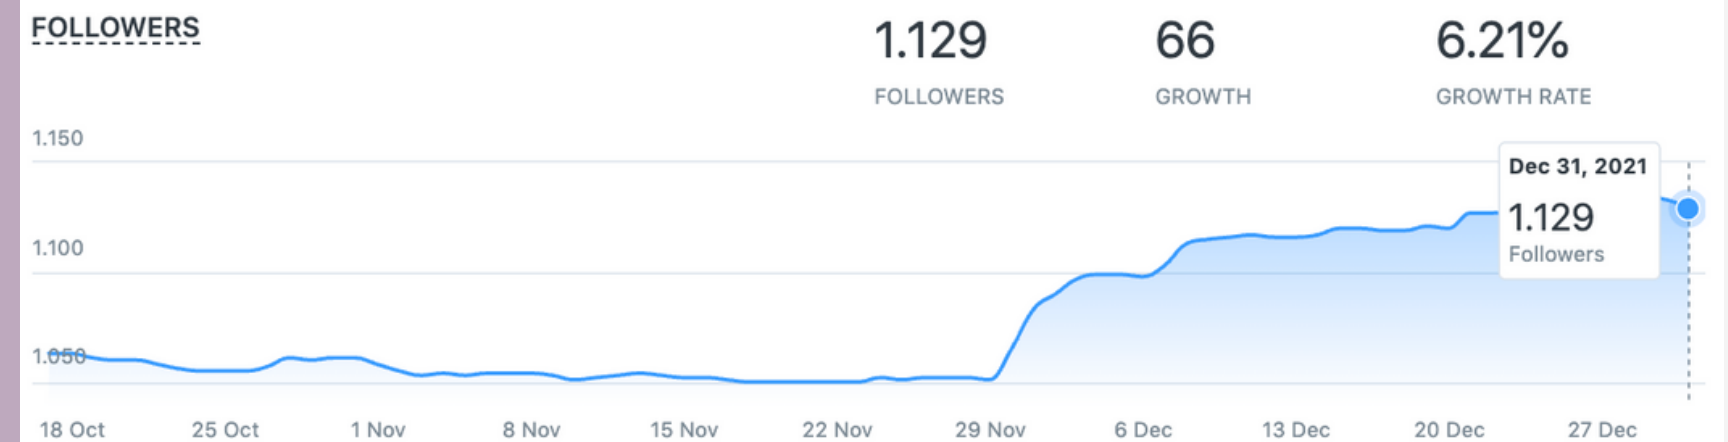 FOLLOWERS
1.129
FOLLOWERS
66
GROWTH
6.21%
GROWTH RATE
1.150
1.100
1.050
Dec 31, 2021
1.129
Followers
18 Oct
25 Oct
1 Nov
8 Nov
15 Nov
22 Nov
29 Nov
6 Dec
13 Dec
20 Dec
27 Dec